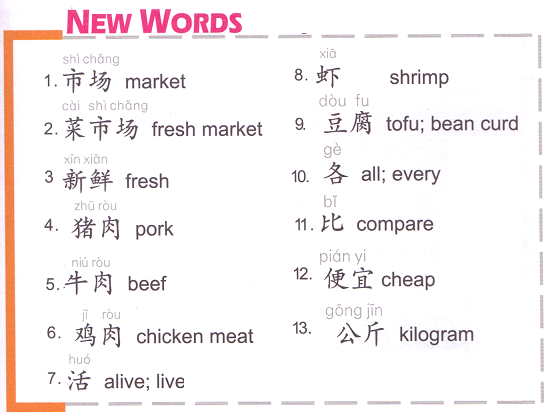 NEW WORDS
shì chǎng
1. 市场 market
cài shì chǎng
2. 菜市场 fresh market
xīn xiān
3 新鲜 fresh
zhū ròu
4. 猪肉 pork
niú ròu
5. 牛肉 beef
jī ròu
6. 鸡肉 chicken meat
huó
7. 活 alive; live
xiā
8. 虾 shrimp
dòu fu
9. 豆腐 tofu; bean curd
gè
10. 各 all; every
bǐ
11. 比 compare
pián yi
12. 便宜 cheap
gōng jīn
13. 公斤 kilogram